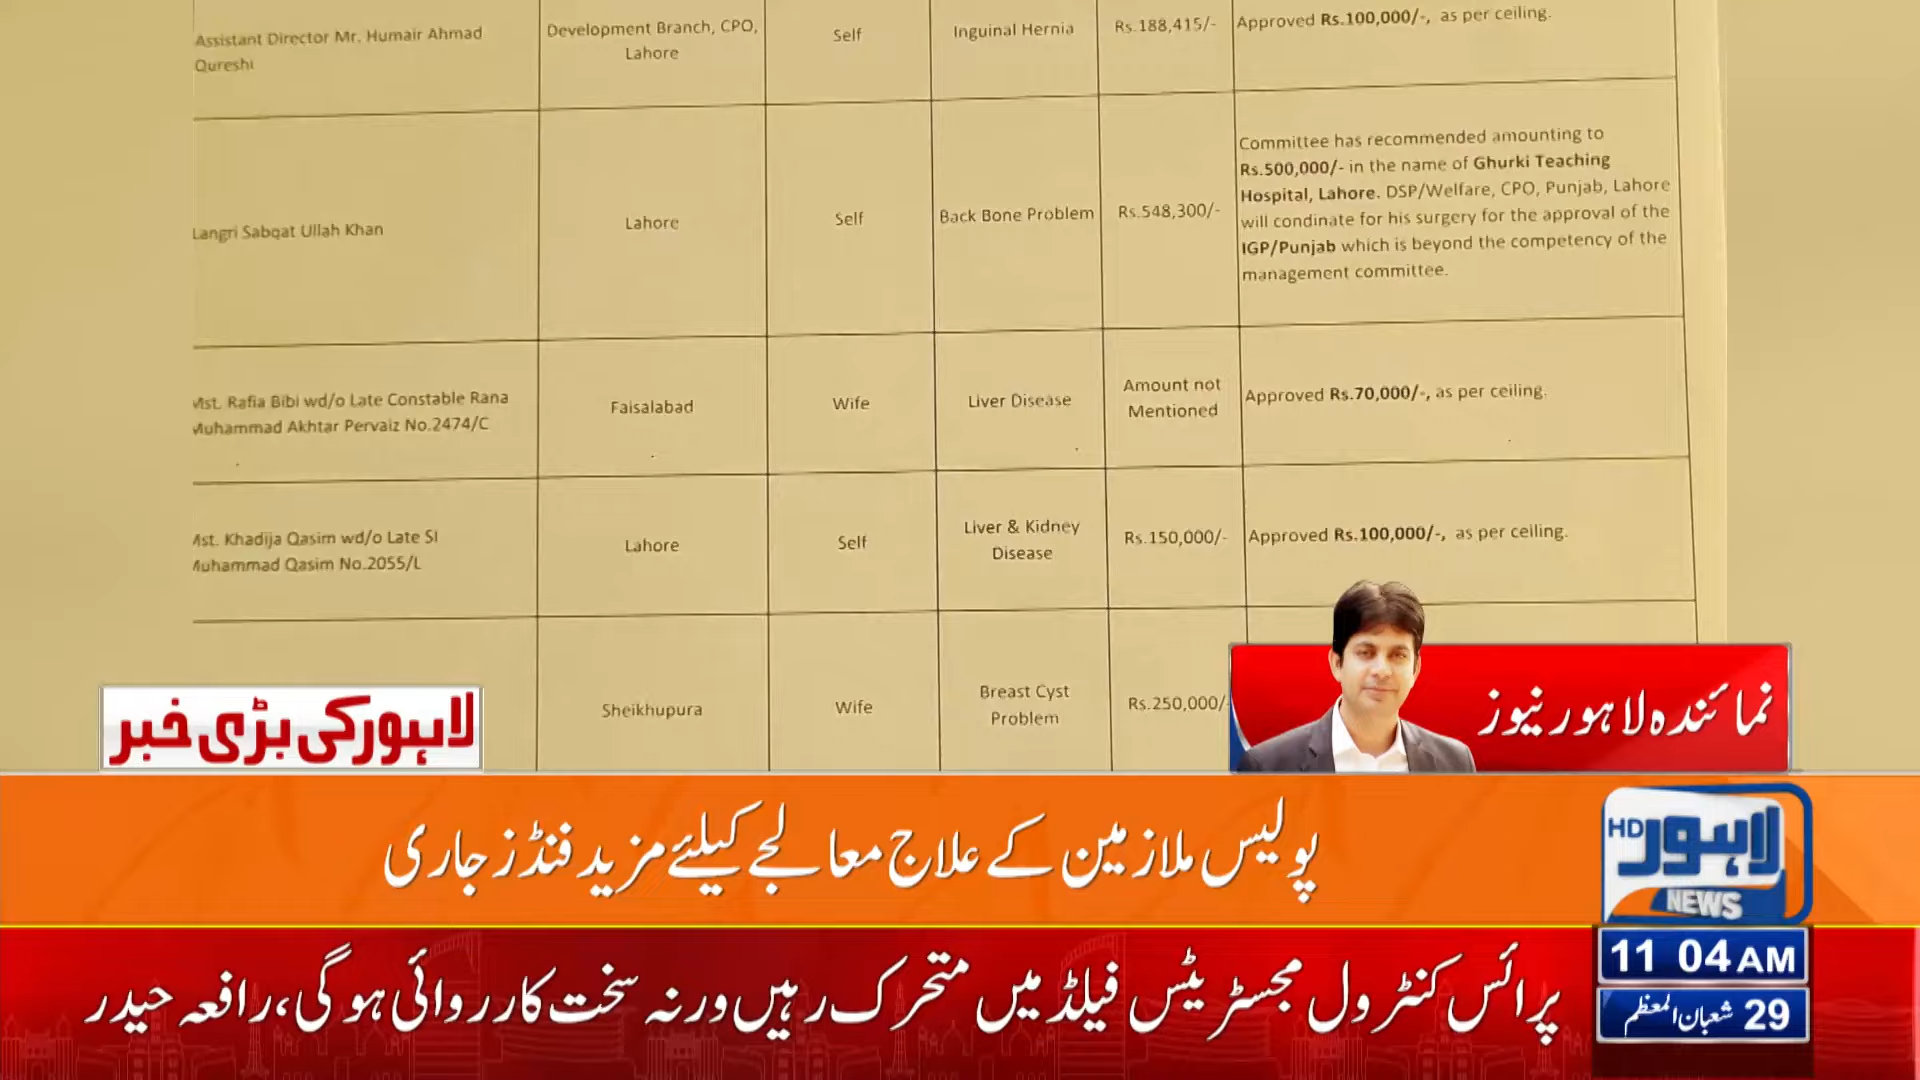 Assistant Director Mr. Humair Ahmad
Qureshi
Development Branch, CPO,
Lahore
Self
Inguinal Hernia
Rs.188,415/-
Approved Rs.100,000/-, as per ceiling.
Langri Sabqat Ullah Khan
Lahore
Self
Back Bone Problem
Rs.548,300/-
Committee has recommended amounting to
Rs.500,000/- in the name of Ghurki Teaching
Hospital, Lahore. DSP/Welfare, CPO, Punjab, Lahore
will condinate for his surgery for the approval of the
IGP/Punjab which is beyond the competency of the
management committee.
Mst. Rafia Bibi wd/o Late Constable Rana
Muhammad Akhtar Pervaiz No.2474/C
Faisalabad
Wife
Liver Disease
Amount not
Mentioned
Approved Rs.70,000/-, as per ceiling.
Mst. Khadija Qasim wd/o Late SI
Muhammad Qasim No.2055/L
Lahore
Self
Liver & Kidney
Disease
Rs.150,000/-
Approved Rs.100,000/-, as per ceiling.
Sheikhupura
Wife
Breast Cyst
Problem
Rs.250,000/-
نمائندہ لاہور نیوز
لاہور کی بڑی خبر
پولیس ملازمین کے علاج معالجے کیلئے مزید فنڈز جاری
لاہور HD
NEWS
پرائس کنٹرول مجسٹریٹس فیلڈ میں متحرک رہیں ورنہ سخت کارروائی ہوگی، رافعہ حیدر
11 04 AM
29 شعبان المعظم